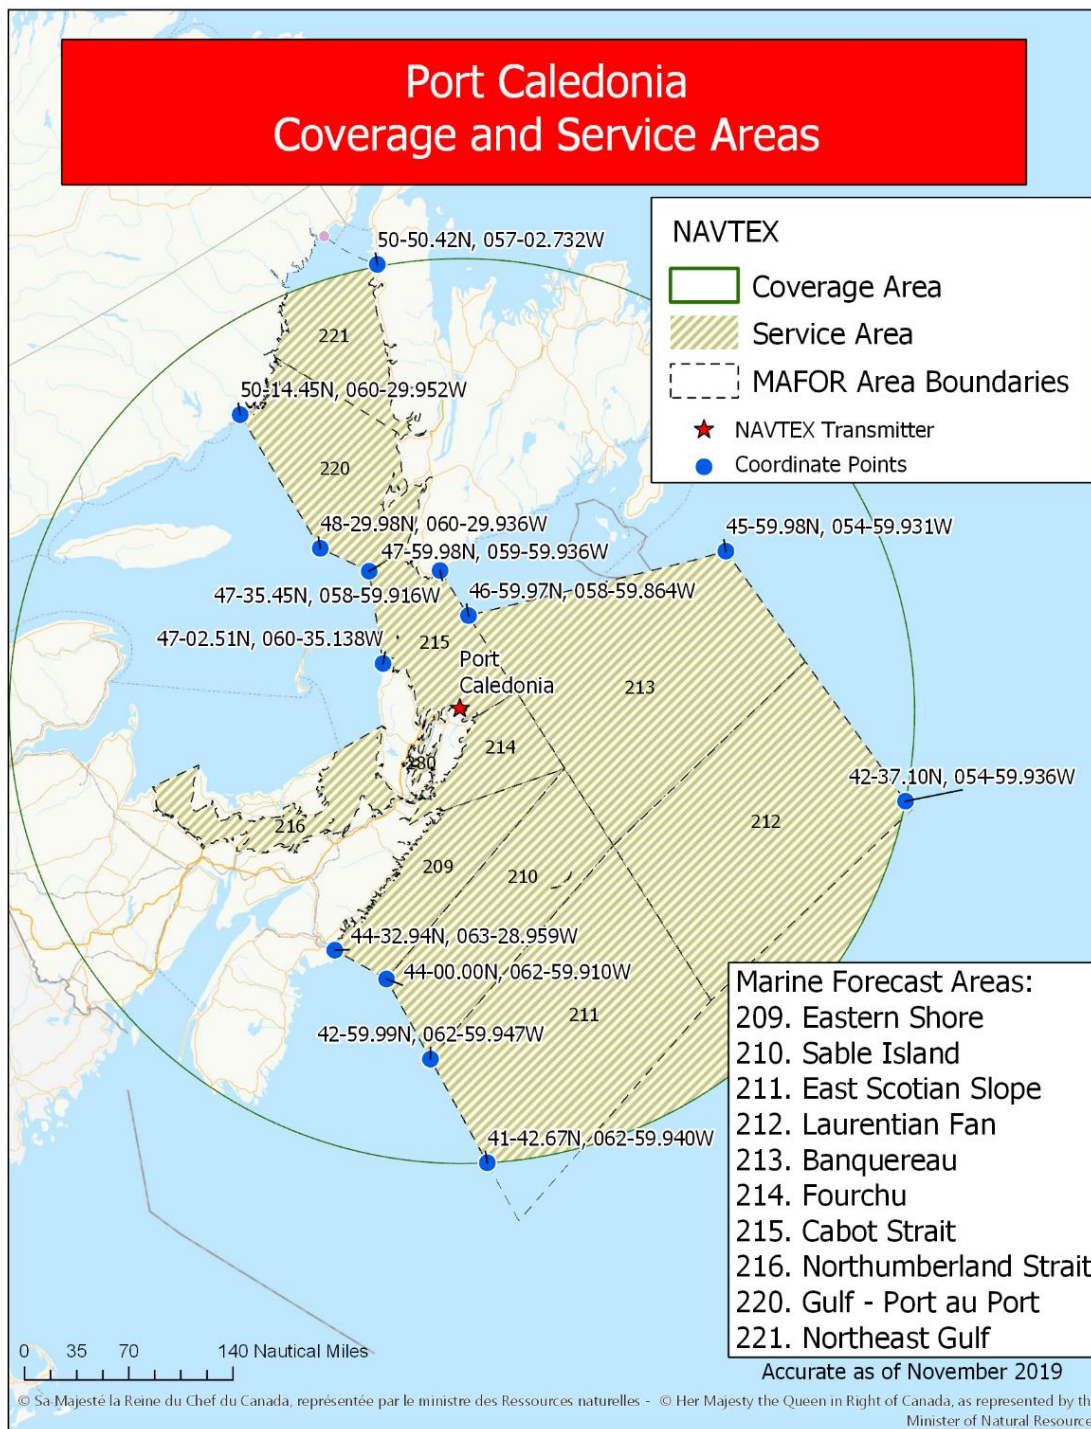 Port Caledonia
Coverage and Service Areas
NAVTEX
Coverage Area
Service Area
MAFOR Area Boundaries
NAVTEX Transmitter
Coordinate Points
50-50.42N, 057-02.732W
221
50-14.45N, 060-29.952W
220
48-29.98N, 060-29.936W
47-59.98N, 059-59.936W
45-59.98N, 054-59.931W
47-35.45N, 058-59.916W
46-59.97N, 058-59.864W
47-02.51N, 060-35.138W
215
Port
Caledonia
213
214
280
42-37.10N, 054-59.936W
216
212
209
210
44-32.94N, 063-28.959W
44-00.00N, 062-59.910W
211
42-59.99N, 062-59.947W
41-42.67N, 062-59.940W
Marine Forecast Areas:
209. Eastern Shore
210. Sable Island
211. East Scotian Slope
212. Laurentian Fan
213. Banquereau
214. Fourchu
215. Cabot Strait
216. Northumberland Strait
220. Gulf - Port au Port
221. Northeast Gulf
0 35 70 140 Nautical Miles
Accurate as of November 2019
© Sa Majesté la Reine du Chef du Canada, représentée par le ministre des Ressources naturelles - © Her Majesty the Queen in Right of Canada, as represented by th
Minister of Natural Resource